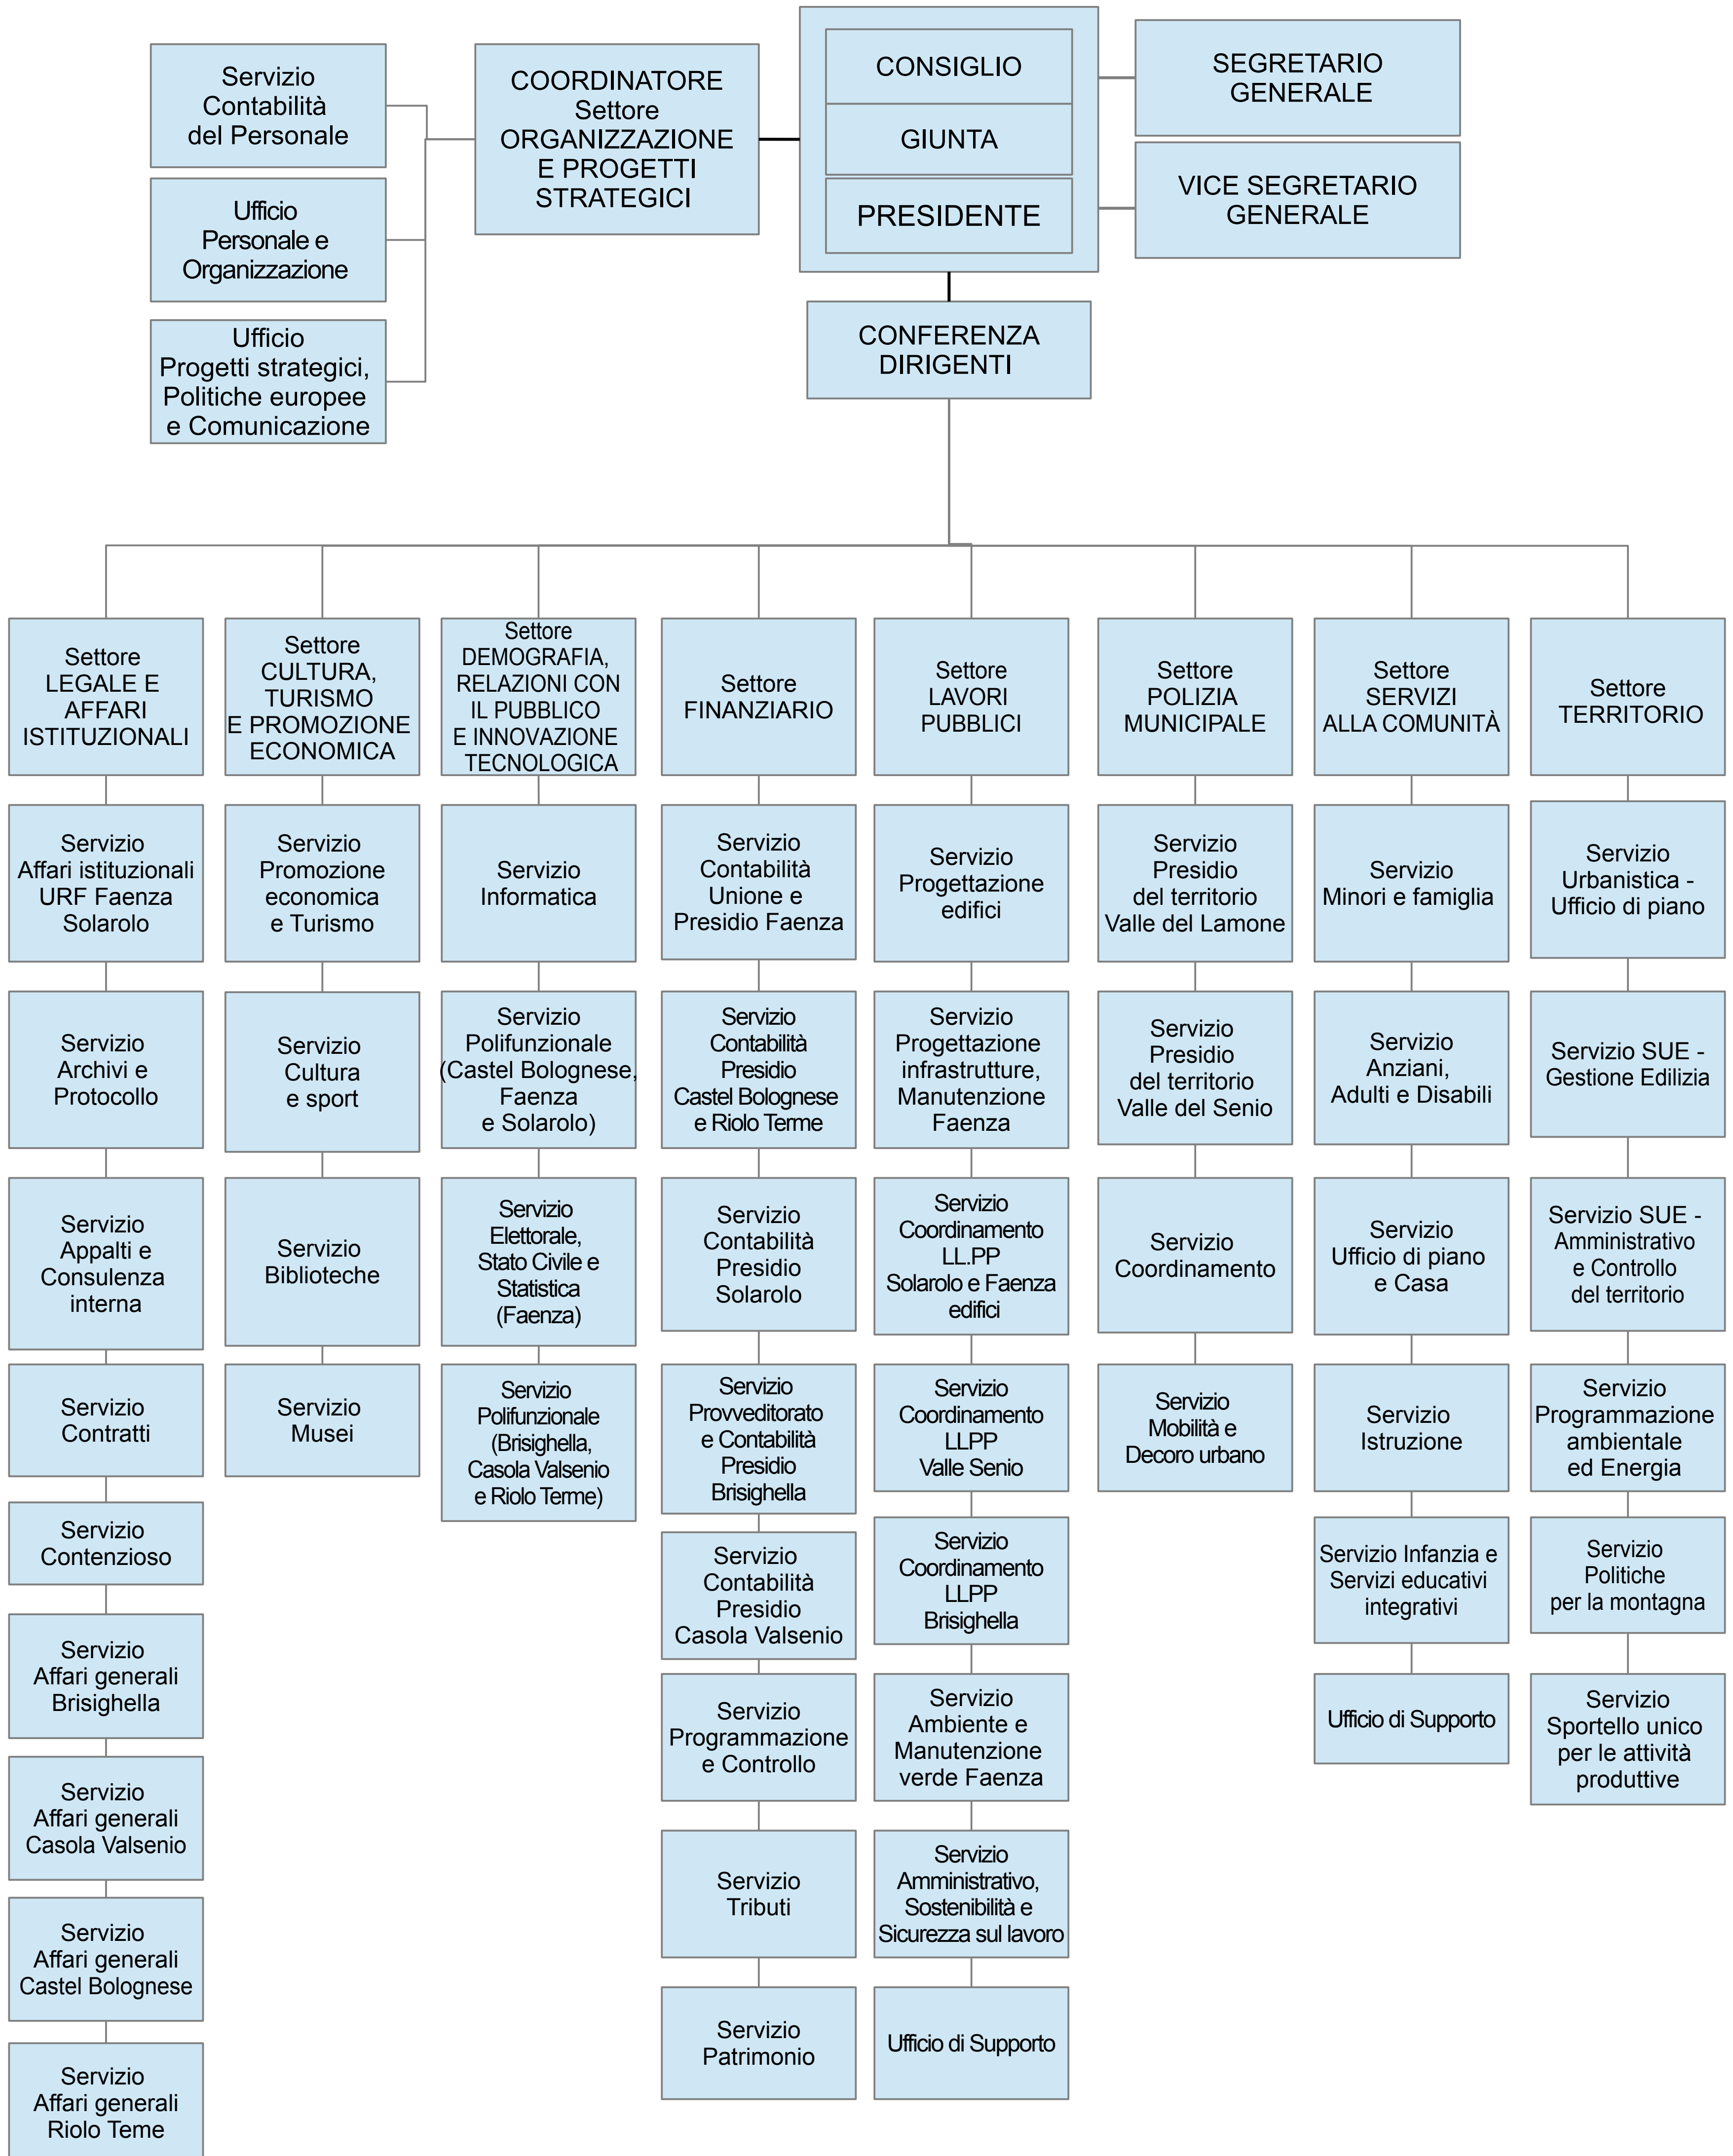 Servizio
Contabilità
del Personale
Ufficio
Personale e
Organizzazione
Ufficio
Progetti strategici,
Politiche europee
e Comunicazione
COORDINATORE
Settore
ORGANIZZAZIONE
E PROGETTI
STRATEGICI
CONSIGLIO
GIUNTA
PRESIDENTE
SEGRETARIO
GENERALE
VICE SEGRETARIO
GENERALE
CONFERENZA
DIRIGENTI
Settore
LEGALE E
AFFARI
ISTITUZIONALI
Servizio
Affari istituzionali
URF Faenza
Solarolo
Servizio
Archivi e
Protocollo
Servizio
Appalti e
Consulenza
interna
Servizio
Contratti
Servizio
Contenzioso
Servizio
Affari generali
Brisighella
Servizio
Affari generali
Casola Valsenio
Servizio
Affari generali
Castel Bolognese
Servizio
Affari generali
Riolo Teme
Settore
CULTURA,
TURISMO
E PROMOZIONE
ECONOMICA
Servizio
Promozione
economica
e Turismo
Servizio
Cultura
e sport
Servizio
Biblioteche
Servizio
Musei
Settore
DEMOGRAFIA,
RELAZIONI CON
IL PUBBLICO
E INNOVAZIONE
TECNOLOGICA
Servizio
Informatica
Servizio
Polifunzionale
(Castel Bolognese,
Faenza
e Solarolo)
Servizio
Elettorale,
Stato Civile e
Statistica
(Faenza)
Servizio
Polifunzionale
(Brisighella,
Casola Valsenio
e Riolo Terme)
Settore
FINANZIARIO
Servizio
Contabilità
Unione e
Presidio Faenza
Servizio
Contabilità
Presidio
Castel Bolognese
e Riolo Terme
Servizio
Contabilità
Presidio
Solarolo
Servizio
Provveditorato
e Contabilità
Presidio
Brisighella
Servizio
Contabilità
Presidio
Casola Valsenio
Servizio
Programmazione
e Controllo
Servizio
Tributi
Servizio
Patrimonio
Settore
LAVORI
PUBBLICI
Servizio
Progettazione
edifici
Servizio
Progettazione
infrastrutture,
Manutenzione
Faenza
Servizio
Coordinamento
LL.PP
Solarolo e Faenza
edifici
Servizio
Coordinamento
LLPP
Valle Senio
Servizio
Coordinamento
LLPP
Brisighella
Servizio
Ambiente e
Manutenzione
verde Faenza
Servizio
Amministrativo,
Sostenibilità e
Sicurezza sul lavoro
Ufficio di Supporto
Settore
POLIZIA
MUNICIPALE
Servizio
Presidio
del territorio
Valle del Lamone
Servizio
Presidio
del territorio
Valle del Senio
Servizio
Coordinamento
Servizio
Mobilità e
Decoro urbano
Settore
SERVIZI
ALLA COMUNITÀ
Servizio
Minori e famiglia
Servizio
Anziani,
Adulti e Disabili
Servizio
Ufficio di piano
e Casa
Servizio
Istruzione
Servizio Infanzia e
Servizi educativi
integrativi
Ufficio di Supporto
Settore
TERRITORIO
Servizio
Urbanistica -
Ufficio di piano
Servizio SUE -
Gestione Edilizia
Servizio SUE -
Amministrativo
e Controllo
del territorio
Servizio
Programmazione
ambientale
ed Energia
Servizio
Politiche
per la montagna
Servizio
Sportello unico
per le attività
produttive